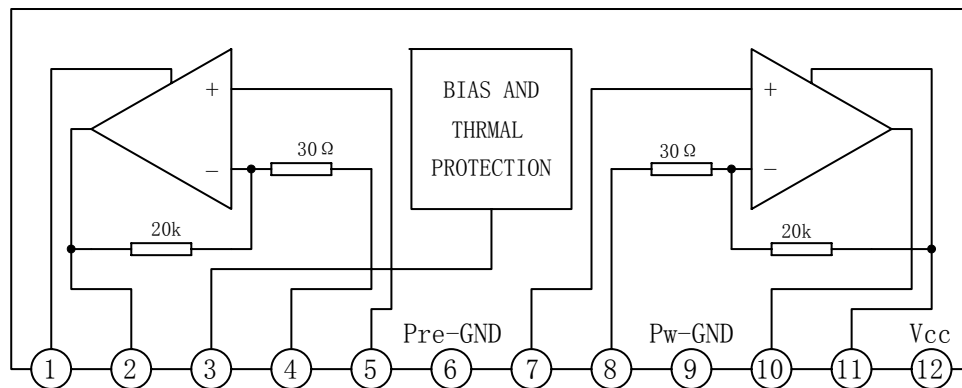 BIAS AND
THRMAL
PROTECTION
+
−
30Ω
20k
30Ω
+
−
20k
Pre-GND
Pw-GND
Vcc
1 2 3 4 5 6 7 8 9 10 11 12